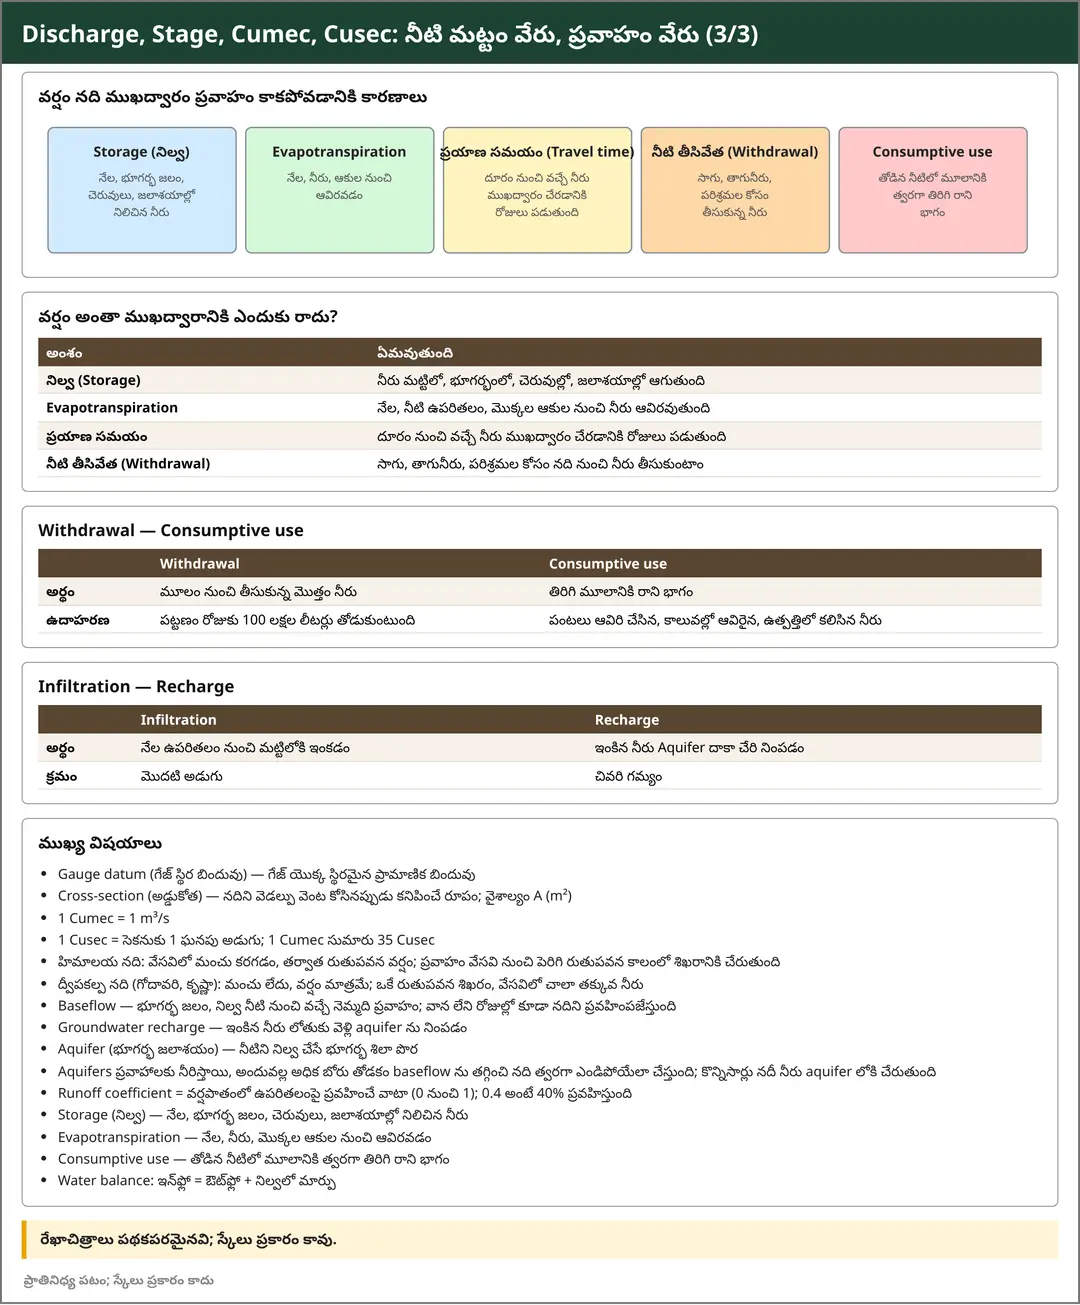 Discharge, Stage, Cumec, Cusec: నీటి మట్టం వేరు, ప్రవాహం వేరు (3/3)
వర్షం నది ముఖద్వారం ప్రవాహం కాకపోవడానికి కారణాలు
Storage (నిల్వ)
నేల, భూగర్భ జలం,
చెరువులు, జలాశయాల్లో
నిలిచిన నీరు
Evapotranspiration
నేల, నీరు, ఆకుల నుంచి
ఆవిరవడం
ప్రయాణ సమయం (Travel time)
దూరం నుంచి వచ్చే నీరు
ముఖద్వారం చేరడానికి
రోజులు పడుతుంది
నీటి తీసివేత (Withdrawal)
సాగు, తాగునీరు,
పరిశ్రమల కోసం
తీసుకున్న నీరు
Consumptive use
తోడిన నీటిలో మూలానికి
త్వరగా తిరిగి రాని
భాగం
వర్షం అంతా ముఖద్వారానికి ఎందుకు రాదు?
అంశం ఏమవుతుంది
నిల్వ (Storage) నీరు మట్టిలో, భూగర్భంలో, చెరువుల్లో, జలాశయాల్లో ఆగుతుంది
Evapotranspiration నేల, నీటి ఉపరితలం, మొక్కల ఆకుల నుంచి నీరు ఆవిరవుతుంది
ప్రయాణ సమయం దూరం నుంచి వచ్చే నీరు ముఖద్వారం చేరడానికి రోజులు పడుతుంది
నీటి తీసివేత (Withdrawal) సాగు, తాగునీరు, పరిశ్రమల కోసం నది నుంచి నీరు తీసుకుంటాం
Withdrawal — Consumptive use
Withdrawal Consumptive use
అర్థం మూలం నుంచి తీసుకున్న మొత్తం నీరు తిరిగి మూలానికి రాని భాగం
ఉదాహరణ పట్టణం రోజుకు 100 లక్షల లీటర్లు తోడుకుంటుంది పంటలు ఆవిరి చేసిన, కాలువల్లో ఆవిరైన, ఉత్పత్తిలో కలిసిన నీరు
Infiltration — Recharge
Infiltration Recharge
అర్థం నేల ఉపరితలం నుంచి మట్టిలోకి ఇంకడం ఇంకిన నీరు Aquifer దాకా చేరి నింపడం
క్రమం మొదటి అడుగు చివరి గమ్యం
ముఖ్య విషయాలు
• Gauge datum (గేజ్ స్థిర బిందువు) — గేజ్ యొక్క స్థిరమైన ప్రామాణిక బిందువు
• Cross-section (అడ్డుకోత) — నదిని వెడల్పు వెంట కోసినప్పుడు కనిపించే రూపం; వైశాల్యం A (m²)
• 1 Cumec = 1 m³/s
• 1 Cusec = సెకనుకు 1 ఘనపు అడుగు; 1 Cumec సుమారు 35 Cusec
• హిమాలయ నది: వేసవిలో మంచు కరగడం, తర్వాత రుతుపవన వర్షం; ప్రవాహం వేసవి నుంచి పెరిగి రుతుపవన కాలంలో శిఖరానికి చేరుతుంది
• ద్వీపకల్ప నది (గోదావరి, కృష్ణా): మంచు లేదు, వర్షం మాత్రమే; ఒకే రుతుపవన శిఖరం, వేసవిలో చాలా తక్కువ నీరు
• Baseflow — భూగర్భ జలం, నిల్వ నీటి నుంచి వచ్చే నెమ్మది ప్రవాహం; వాన లేని రోజుల్లో కూడా నదిని ప్రవహింపజేస్తుంది
• Groundwater recharge — ఇంకిన నీరు లోతుకు వెళ్లి aquifer ను నింపడం
• Aquifer (భూగర్భ జలాశయం) — నీటిని నిల్వ చేసే భూగర్భ శిలా పొర
• Aquifers ప్రవాహాలకు నీరిస్తాయి, అందువల్ల అధిక బోరు తోడకం baseflow ను తగ్గించి నది త్వరగా ఎండిపోయేలా చేస్తుంది; కొన్నిసార్లు నదీ నీరు aquifer లోకి చేరుతుంది
• Runoff coefficient = వర్షపాతంలో ఉపరితలంపై ప్రవహించే వాటా (0 నుంచి 1); 0.4 అంటే 40% ప్రవహిస్తుంది
• Storage (నిల్వ) — నేల, భూగర్భ జలం, చెరువులు, జలాశయాల్లో నిలిచిన నీరు
• Evapotranspiration — నేల, నీరు, మొక్కల ఆకుల నుంచి ఆవిరవడం
• Consumptive use — తోడిన నీటిలో మూలానికి త్వరగా తిరిగి రాని భాగం
• Water balance: ఇన్‌ఫ్లో = ఔట్‌ఫ్లో + నిల్వలో మార్పు
రేఖాచిత్రాలు పథకపరమైనవి; స్కేలు ప్రకారం కావు.
ప్రాతినిధ్య పటం; స్కేలు ప్రకారం కాదు